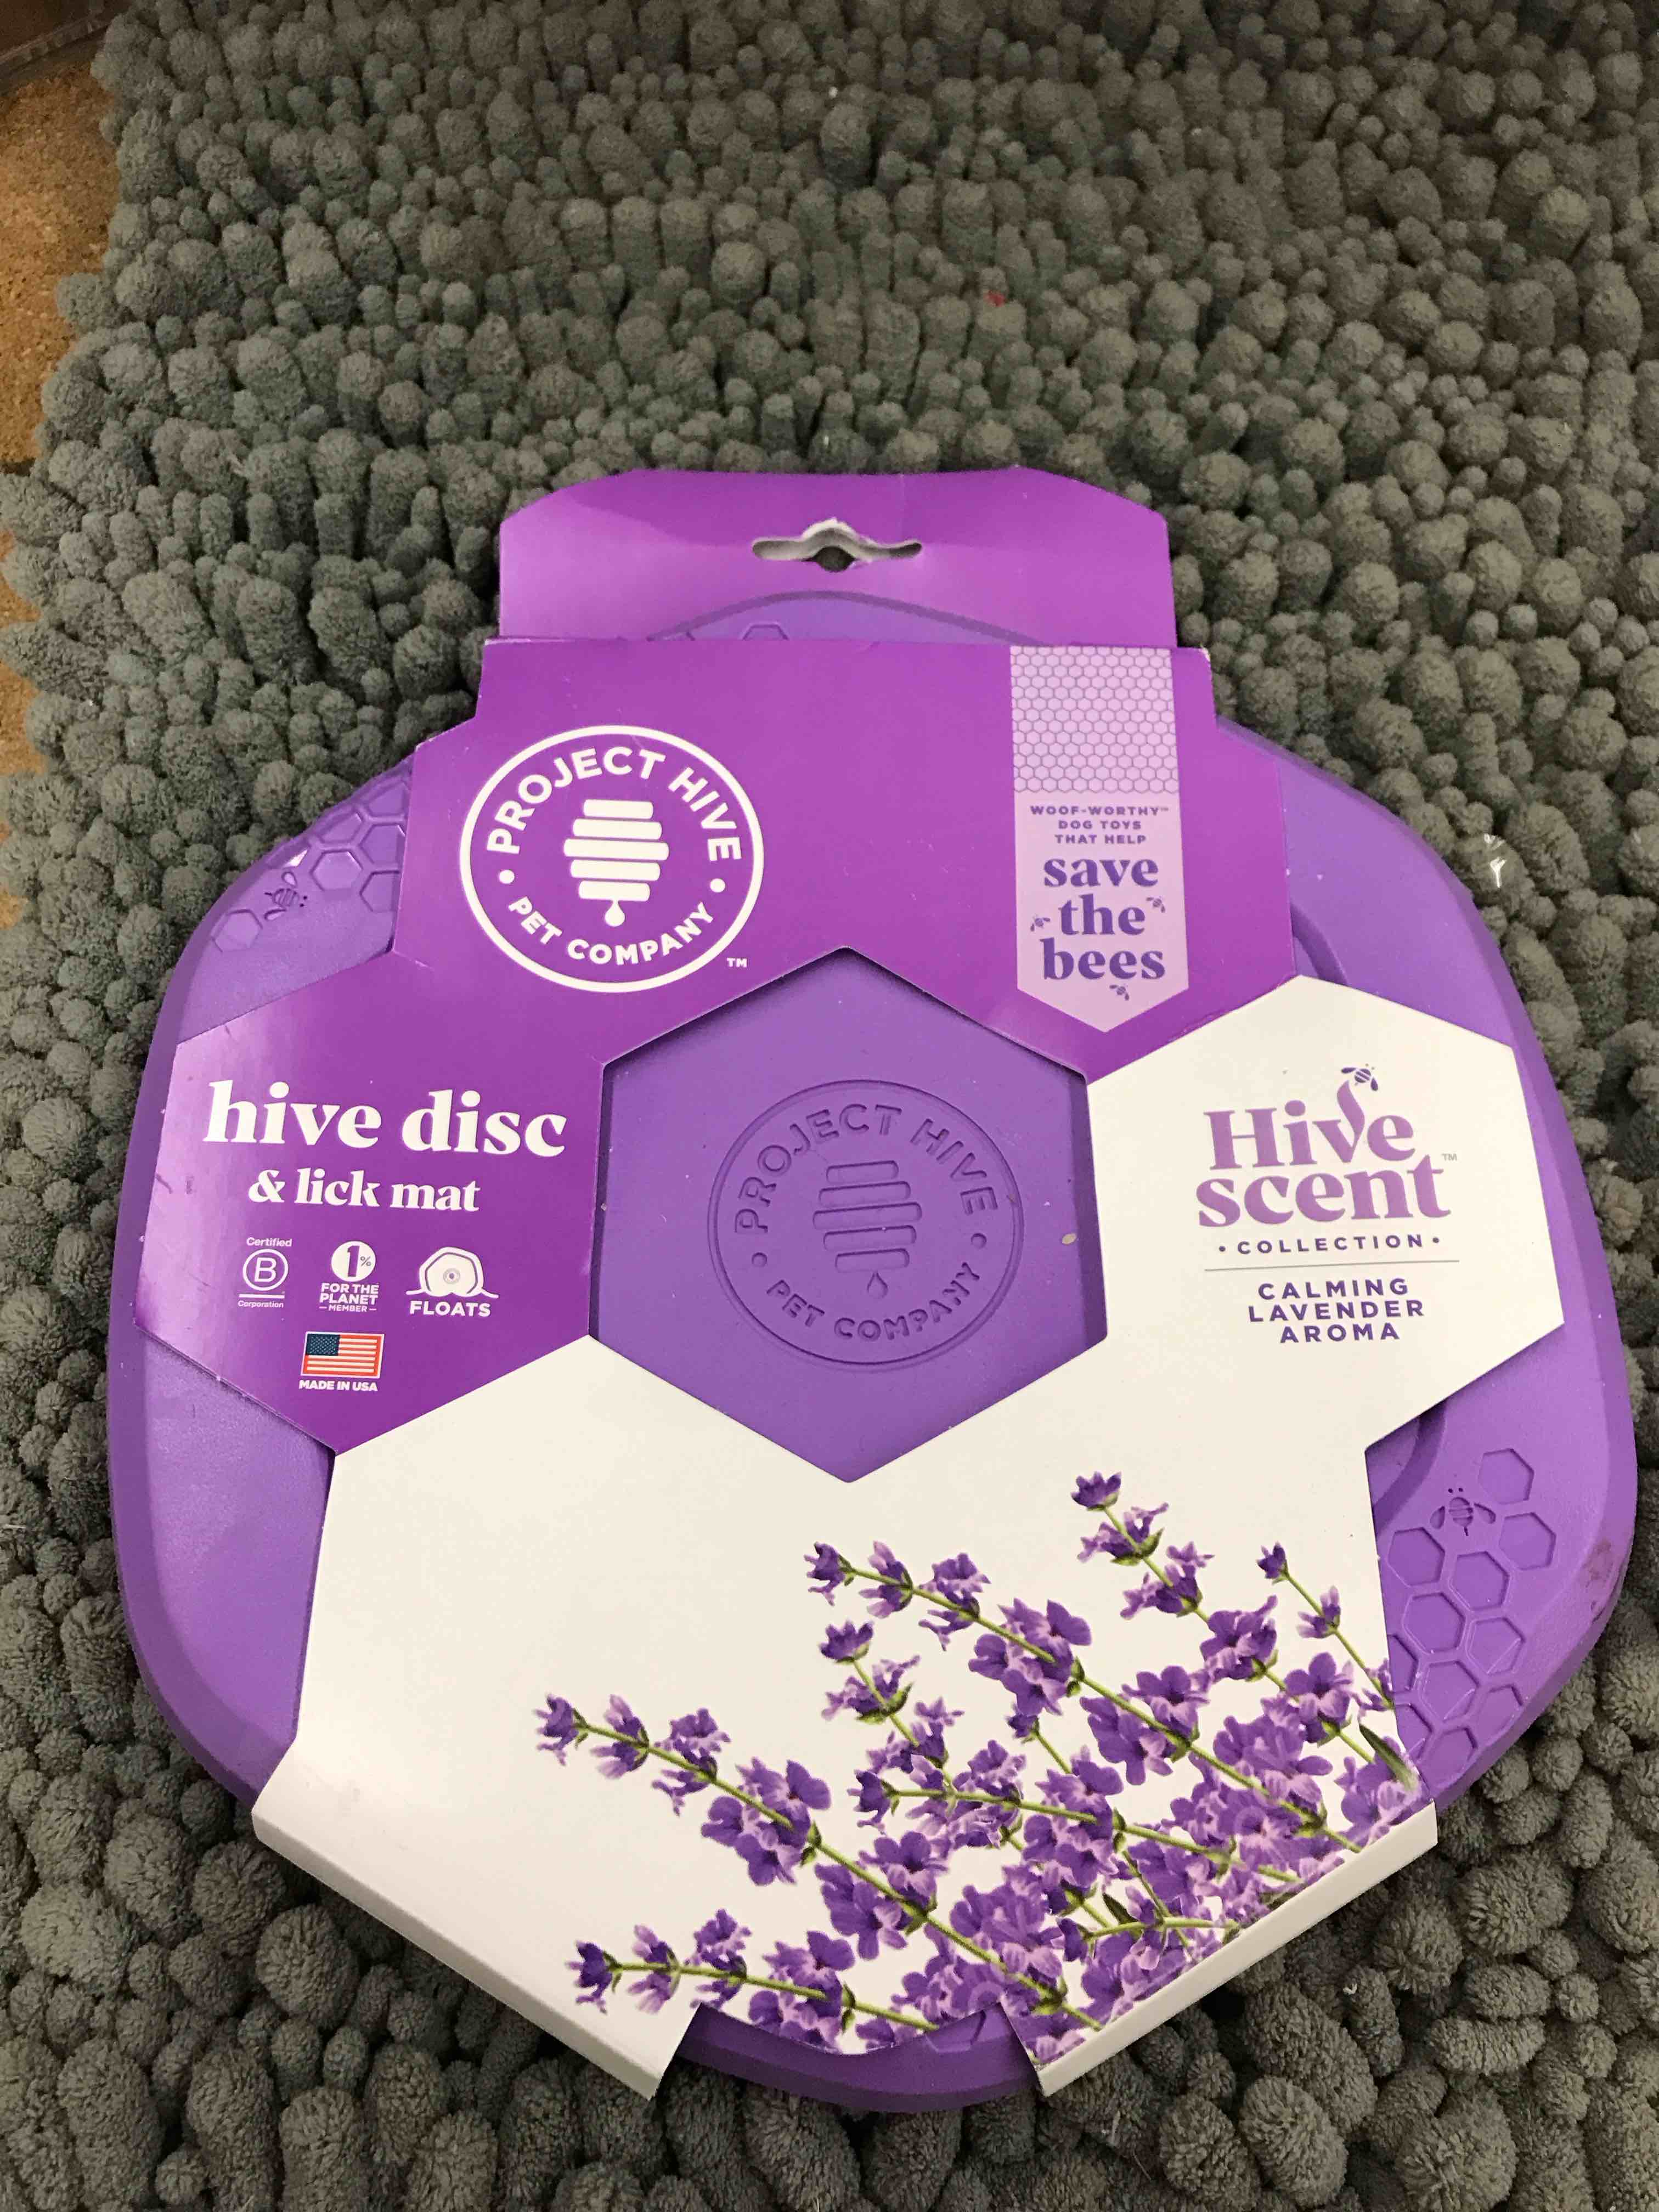 PROJECT HIVE
PET COMPANY
TM
WOOF-WORTHY™
DOG TOYS
THAT HELP
save
the
bees
hive disc
& lick mat
Certified
B
Corporation
1%
FOR THE
PLANET
MEMBER
FLOATS
MADE IN USA
PROJECT HIVE
PET COMPANY
Hive
scent™
• COLLECTION •
CALMING
LAVENDER
AROMA